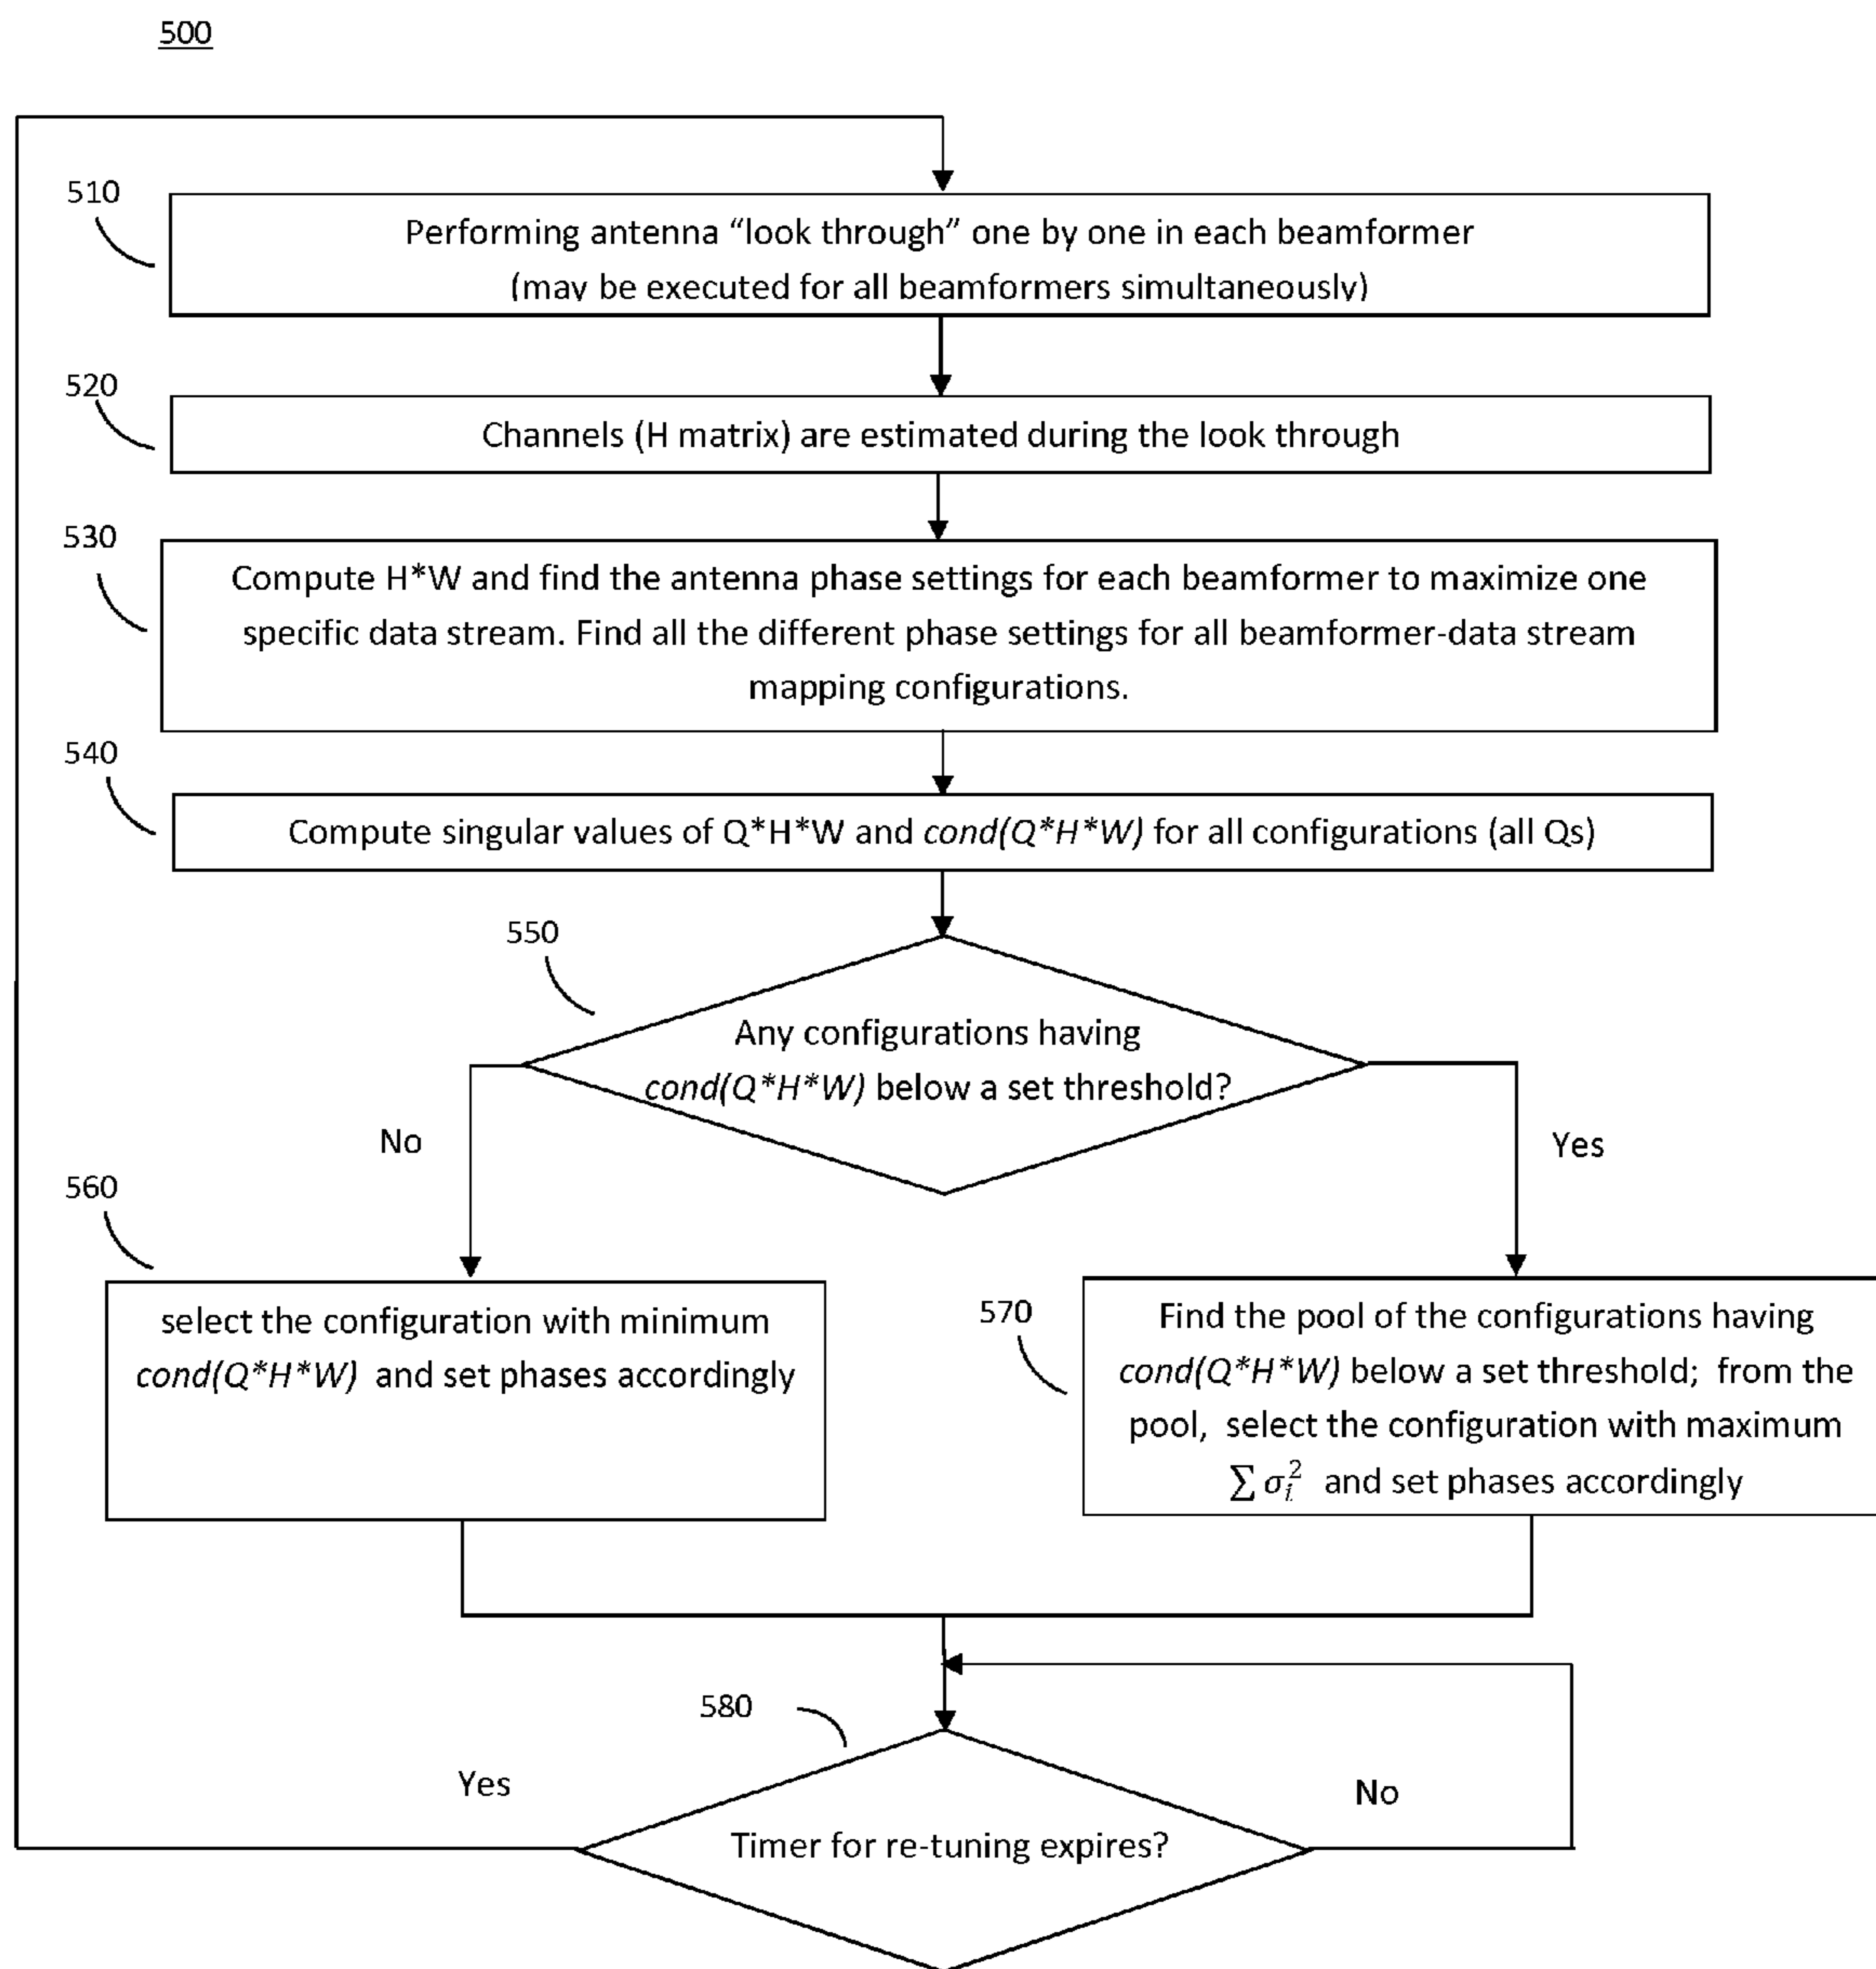 500
510
Performing antenna “look through” one by one in each beamformer
(may be executed for all beamformers simultaneously)
520
Channels (H matrix) are estimated during the look through
530
Compute H*W and find the antenna phase settings for each beamformer to maximize one
specific data stream. Find all the different phase settings for all beamformer-data stream
mapping configurations.
540
Compute singular values of Q*H*W and cond(Q*H*W) for all configurations (all Qs)
550
Any configurations having
cond(Q*H*W) below a set threshold?
No
Yes
560
select the configuration with minimum
cond(Q*H*W) and set phases accordingly
570
Find the pool of the configurations having
cond(Q*H*W) below a set threshold; from the
pool, select the configuration with maximum
∑ σᵢ² and set phases accordingly
580
Yes
No
Timer for re-tuning expires?